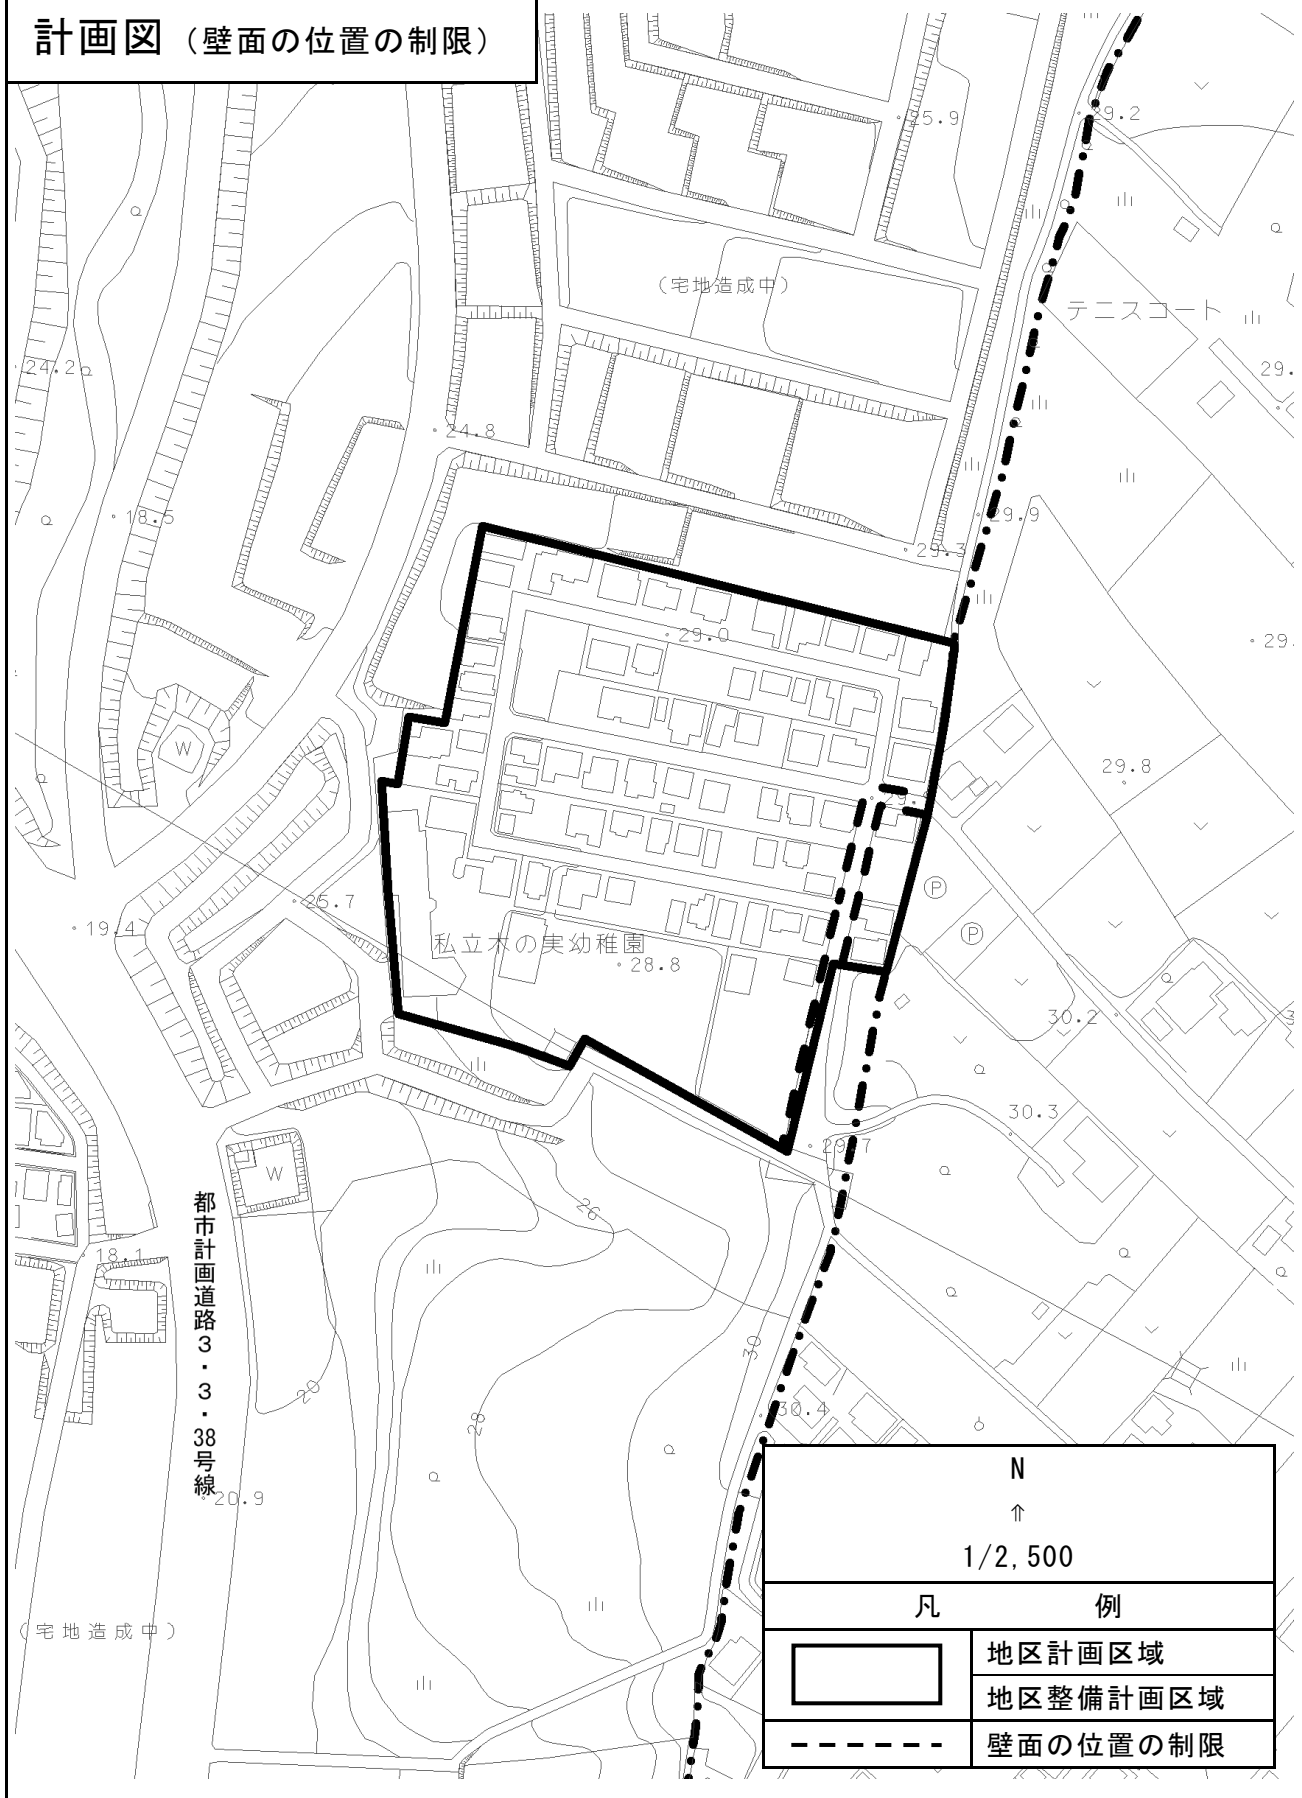 計画図（壁面の位置の制限）
25.9
29.2
（宅地造成中）
テニスコート
24.2
29.
24.8
18.5
29.9
29.3
29.0
29.
W
29.8
29.
P
25.7
19.4
P
私立木の実幼稚園
28.8
30.2
30.3
29.7
W
都市計画道路3・3・38号線
26
18.1
30
20
28
30.4
20.9
（宅地造成中）
N
⇑
1/2,500
凡 例
地区計画区域
地区整備計画区域
壁面の位置の制限